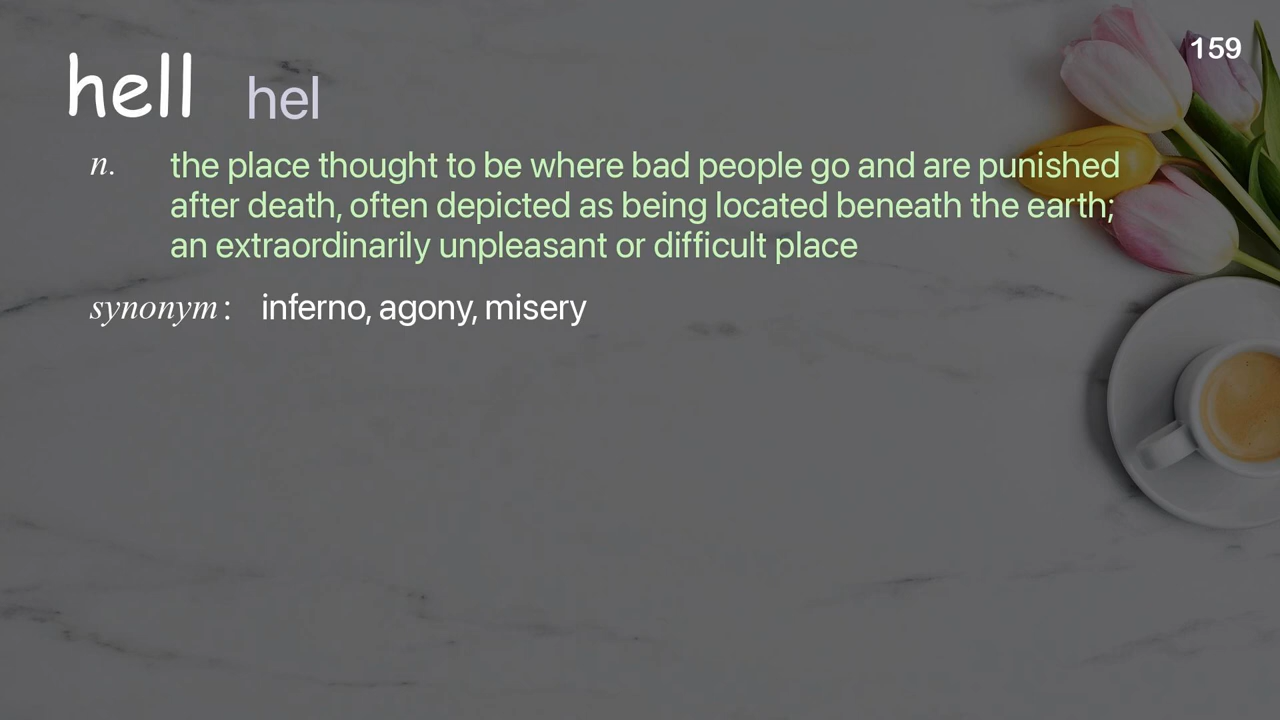 159
hell hel
n. the place thought to be where bad people go and are punished
after death, often depicted as being located beneath the earth;
an extraordinarily unpleasant or difficult place
synonym: inferno, agony, misery